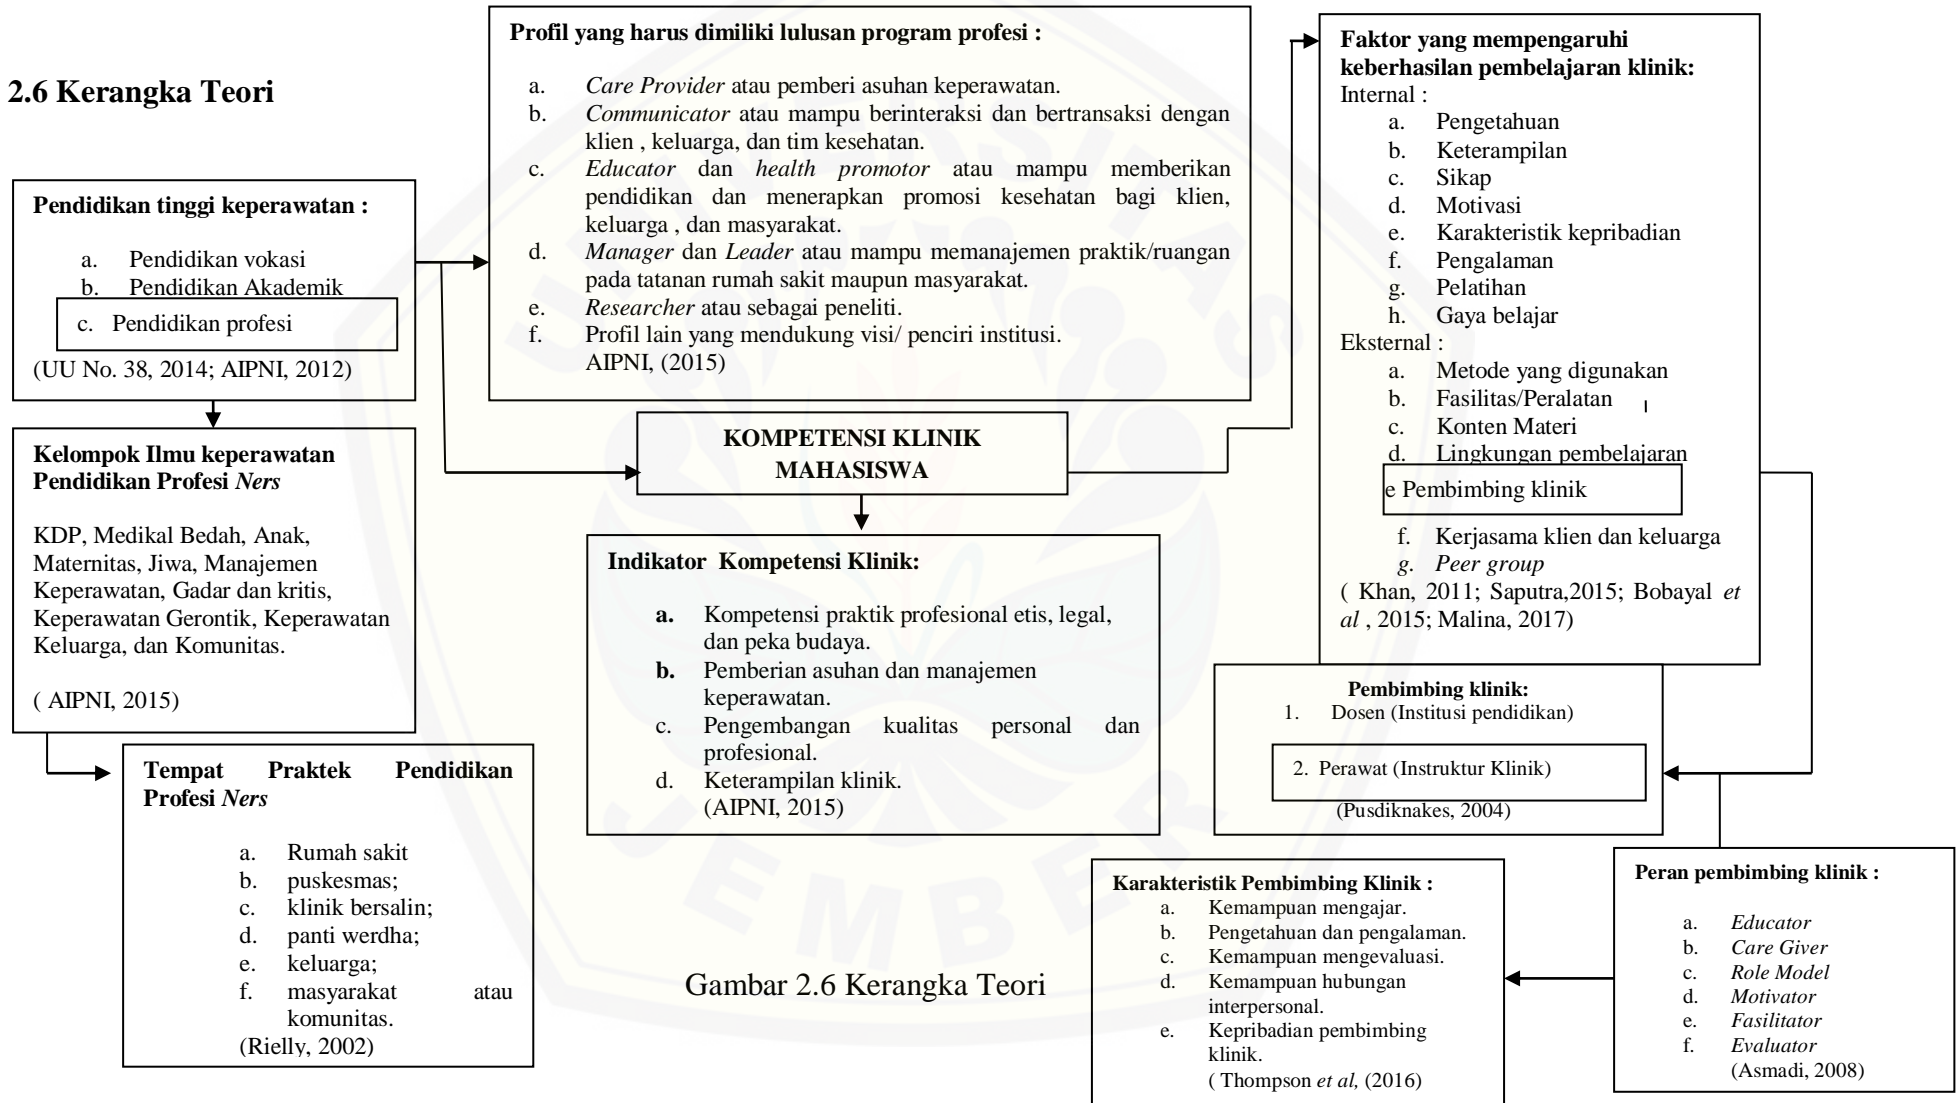 2.6 Kerangka Teori
Pendidikan tinggi keperawatan :
a. Pendidikan vokasi
b. Pendidikan Akademik
c. Pendidikan profesi
(UU No. 38, 2014; AIPNI, 2012)
Kelompok Ilmu keperawatan
Pendidikan Profesi Ners
KDP, Medikal Bedah, Anak,
Maternitas, Jiwa, Manajemen
Keperawatan, Gadar dan kritis,
Keperawatan Gerontik, Keperawatan
Keluarga, dan Komunitas.
( AIPNI, 2015)
Tempat Praktek Pendidikan
Profesi Ners
a. Rumah sakit
b. puskesmas;
c. klinik bersalin;
d. panti werdha;
e. keluarga;
f. masyarakat atau
komunitas.
(Rielly, 2002)
Profil yang harus dimiliki lulusan program profesi :
a. Care Provider atau pemberi asuhan keperawatan.
b. Communicator atau mampu berinteraksi dan bertransaksi dengan
klien , keluarga, dan tim kesehatan.
c. Educator dan health promotor atau mampu memberikan
pendidikan dan menerapkan promosi kesehatan bagi klien,
keluarga , dan masyarakat.
d. Manager dan Leader atau mampu memanajemen praktik/ruangan
pada tatanan rumah sakit maupun masyarakat.
e. Researcher atau sebagai peneliti.
f. Profil lain yang mendukung visi/ penciri institusi.
AIPNI, (2015)
KOMPETENSI KLINIK
MAHASISWA
Indikator Kompetensi Klinik:
a. Kompetensi praktik profesional etis, legal,
dan peka budaya.
b. Pemberian asuhan dan manajemen
keperawatan.
c. Pengembangan kualitas personal dan
profesional.
d. Keterampilan klinik.
(AIPNI, 2015)
Faktor yang mempengaruhi
keberhasilan pembelajaran klinik:
Internal :
a. Pengetahuan
b. Keterampilan
c. Sikap
d. Motivasi
e. Karakteristik kepribadian
f. Pengalaman
g. Pelatihan
h. Gaya belajar
Eksternal :
a. Metode yang digunakan
b. Fasilitas/Peralatan
c. Konten Materi
d. Lingkungan pembelajaran
e Pembimbing klinik
f. Kerjasama klien dan keluarga
g. Peer group
( Khan, 2011; Saputra,2015; Bobayal et
al , 2015; Malina, 2017)
Pembimbing klinik:
1. Dosen (Institusi pendidikan)
2. Perawat (Instruktur Klinik)
(Pusdiknakes, 2004)
Karakteristik Pembimbing Klinik :
a. Kemampuan mengajar.
b. Pengetahuan dan pengalaman.
c. Kemampuan mengevaluasi.
d. Kemampuan hubungan
interpersonal.
e. Kepribadian pembimbing
klinik.
( Thompson et al, (2016)
Peran pembimbing klinik :
a. Educator
b. Care Giver
c. Role Model
d. Motivator
e. Fasilitator
f. Evaluator
(Asmadi, 2008)
Gambar 2.6 Kerangka Teori
UNIVERSITAS
JEMBER